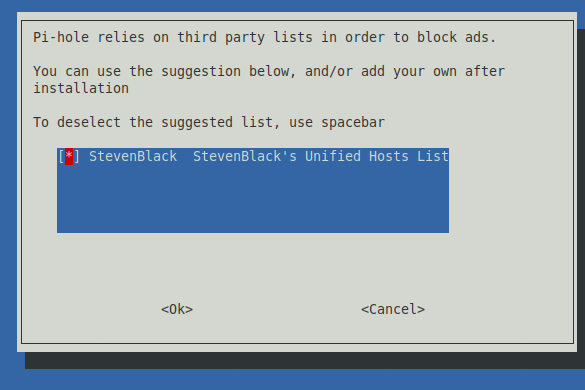 Pi-hole relies on third party lists in order to block ads.
You can use the suggestion below, and/or add your own after
installation
To deselect the suggested list, use spacebar
[*] StevenBlack  StevenBlack's Unified Hosts List
<Ok> <Cancel>